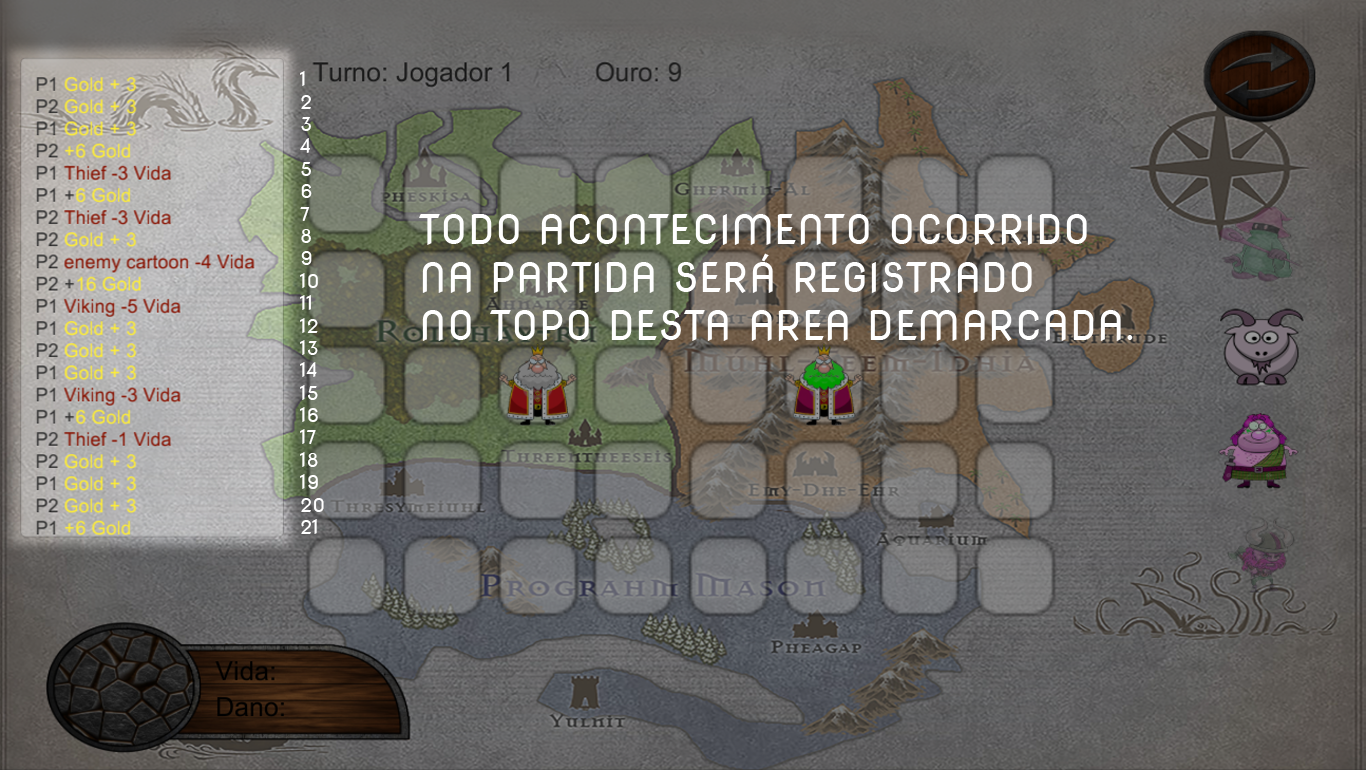 P1 Gold + 3
P2 Gold + 3
P1 Gold + 3
P2 +6 Gold
P1 Thief -3 Vida
P1 +6 Gold
P2 Thief -3 Vida
P2 Gold + 3
P2 enemy cartoon -4 Vida
P2 +16 Gold
P1 Viking -5 Vida
P1 Gold + 3
P2 Gold + 3
P1 Gold + 3
P1 Viking -3 Vida
P1 +6 Gold
P2 Thief -1 Vida
P2 Gold + 3
P1 Gold + 3
P2 Gold + 3
P1 +6 Gold
1
2
3
4
5
6
7
8
9
10
11
12
13
14
15
16
17
18
19
20
21
Turno: Jogador 1
Ouro: 9
TODO ACONTECIMENTO OCORRIDO
NA PARTIDA SERÁ REGISTRADO
NO TOPO DESTA AREA DEMARCADA.
Pheskisa
Ghermin-Al
Threentheeseis
Thresymeinhl
Emy-Dhe-Ehr
Aquarium
Prograhm Mason
Pheagap
Yulnit
Vida:
Dano: